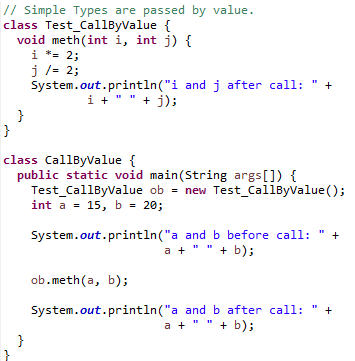 // Simple Types are passed by value.
class Test_CallByValue {
  void meth(int i, int j) {
    i *= 2;
    j /= 2;
    System.out.println("i and j after call: " +
            i + " " + j);
  }
}

class CallByValue {
  public static void main(String args[]) {
    Test_CallByValue ob = new Test_CallByValue();
    int a = 15, b = 20;

    System.out.println("a and b before call: " +
                       a + " " + b);

    ob.meth(a, b);

    System.out.println("a and b after call: " +
                       a + " " + b);
  }
}